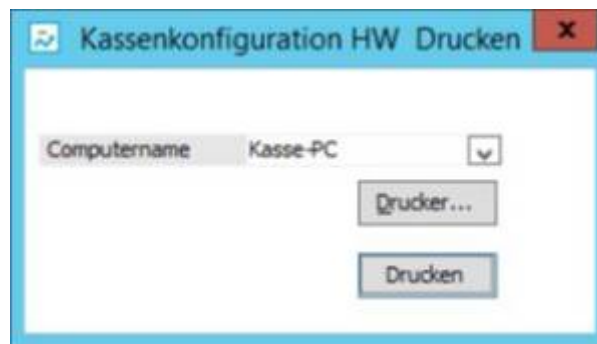 Kassenkonfiguration HW Drucken
Computername Kasse-PC
Drucker...
Drucken